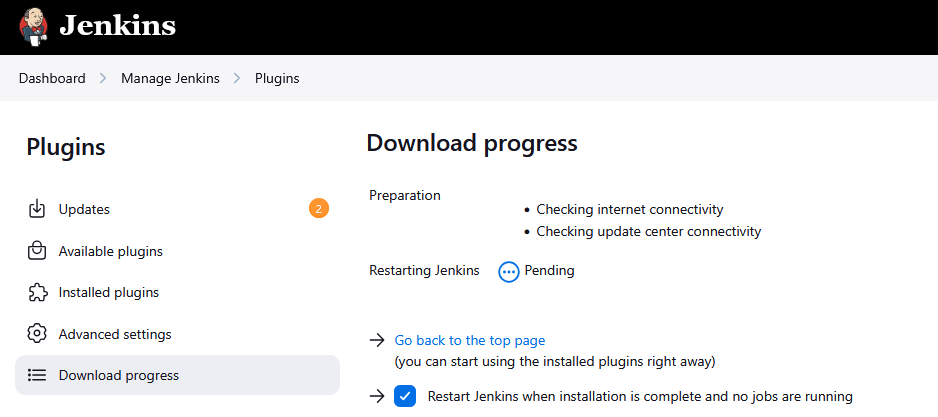 Jenkins
Dashboard > Manage Jenkins > Plugins
Plugins
Updates 2
Available plugins
Installed plugins
Advanced settings
Download progress
Download progress
Preparation
• Checking internet connectivity
• Checking update center connectivity
Restarting Jenkins Pending
Go back to the top page
(you can start using the installed plugins right away)
Restart Jenkins when installation is complete and no jobs are running